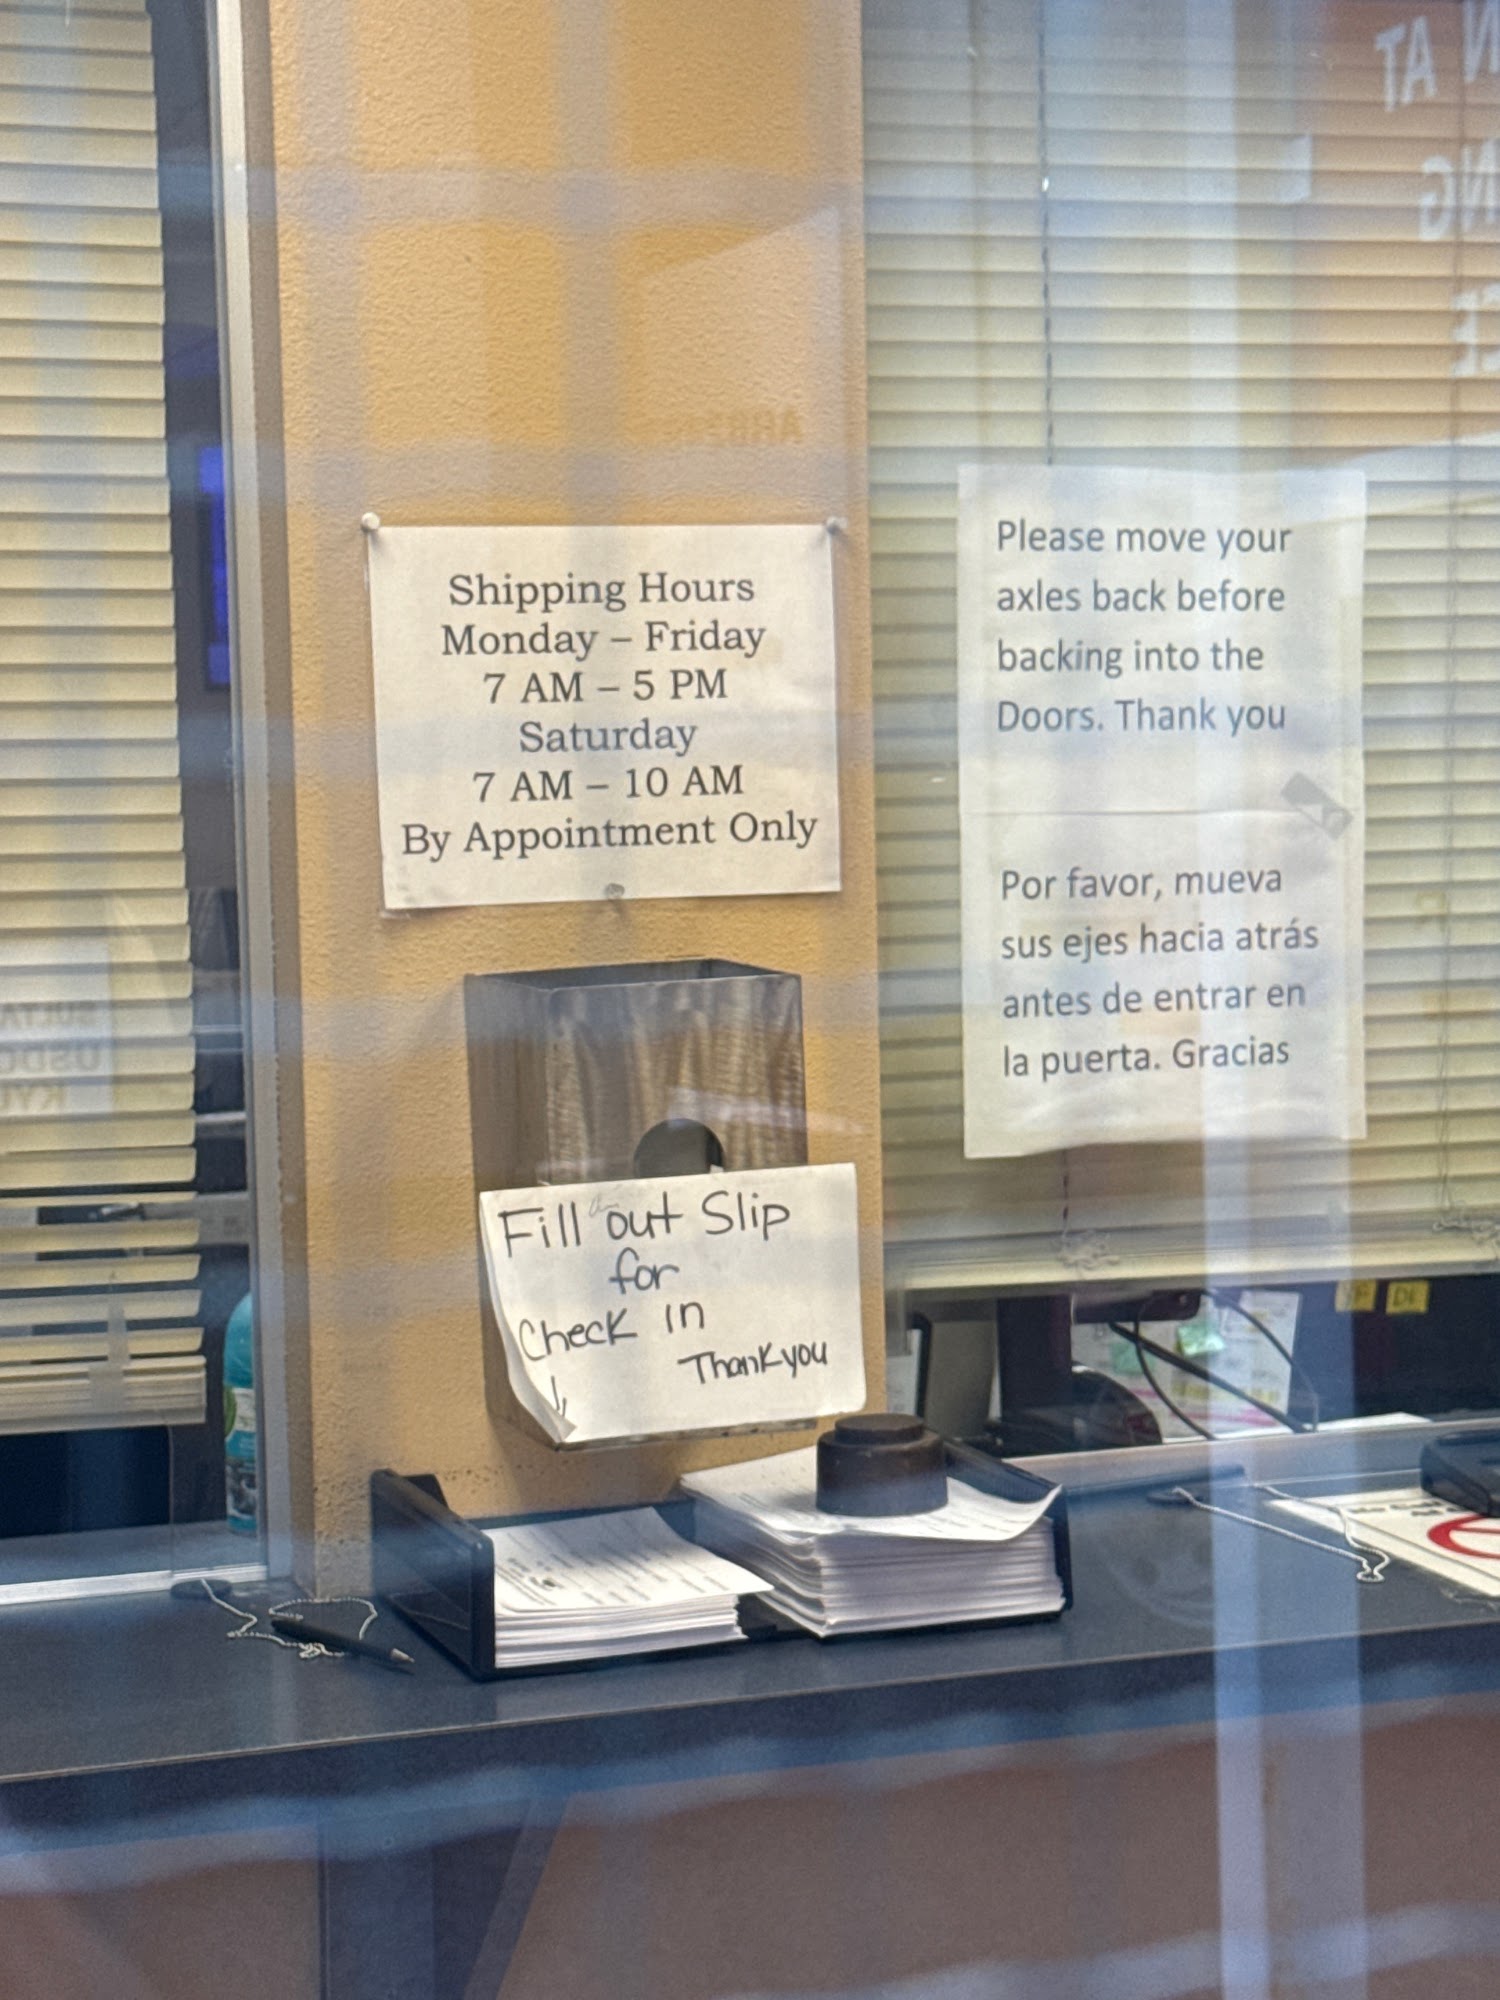 Shipping Hours
Monday – Friday
7 AM – 5 PM
Saturday
7 AM – 10 AM
By Appointment Only
Please move your
axles back before
backing into the
Doors. Thank you
Por favor, mueva
sus ejes hacia atrás
antes de entrar en
la puerta. Gracias
Fill out Slip
for
Check in
Thank you